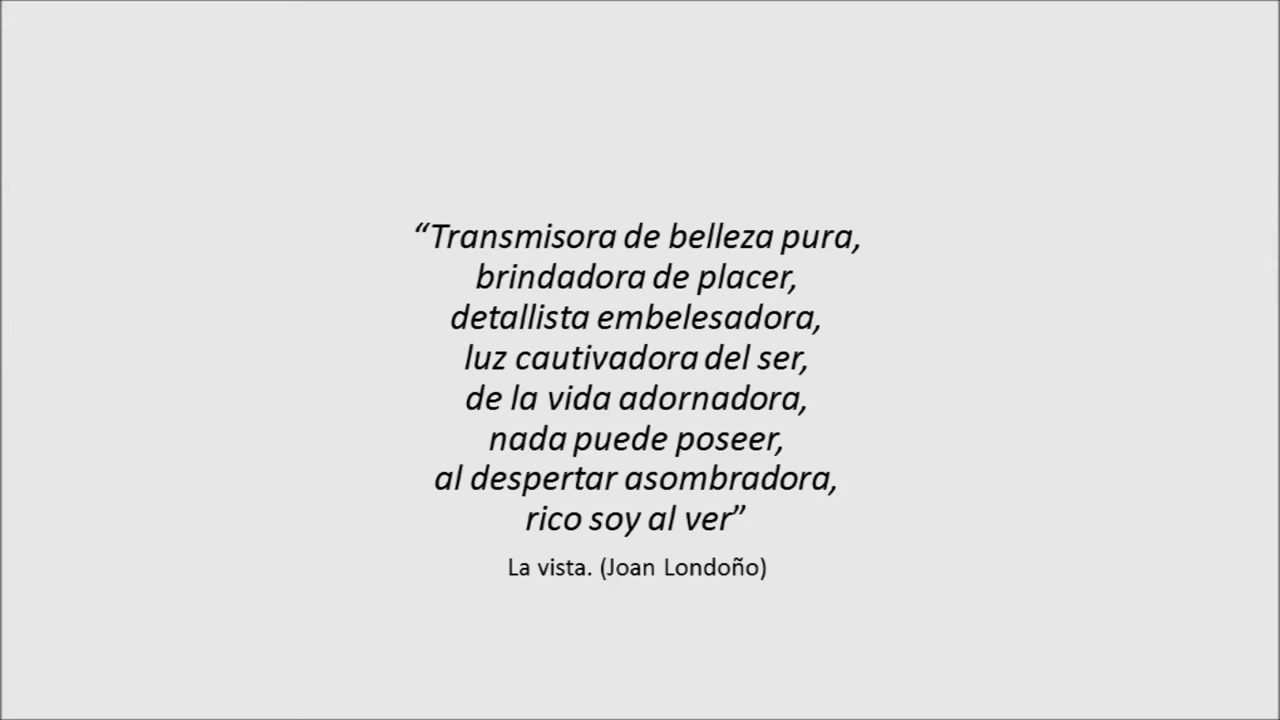 “Transmisora de belleza pura,
brindadora de placer,
detallista embelesadora,
luz cautivadora del ser,
de la vida adornadora,
nada puede poseer,
al despertar asombradora,
rico soy al ver”
La vista. (Joan Londoño)